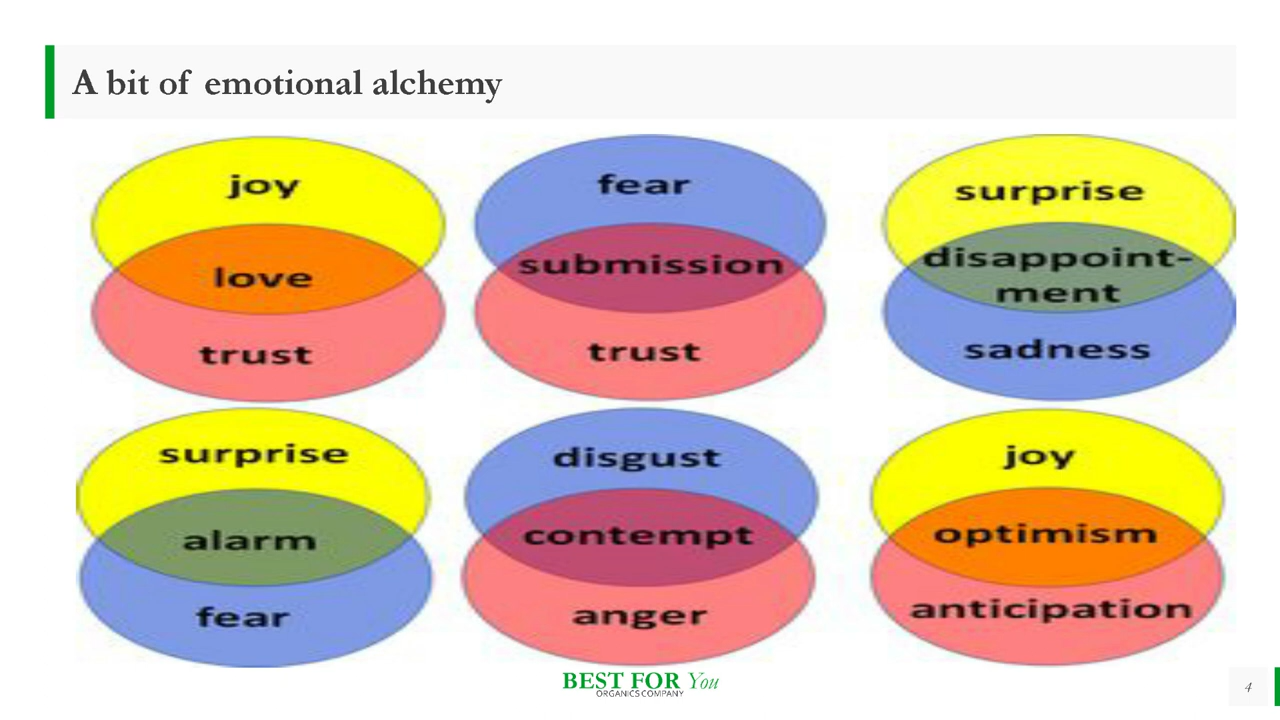 A bit of emotional alchemy
joy
love
trust
fear
submission
trust
surprise
disappoint-
ment
sadness
surprise
alarm
fear
disgust
contempt
anger
joy
optimism
anticipation
BEST FOR You
ORGANICS COMPANY
4